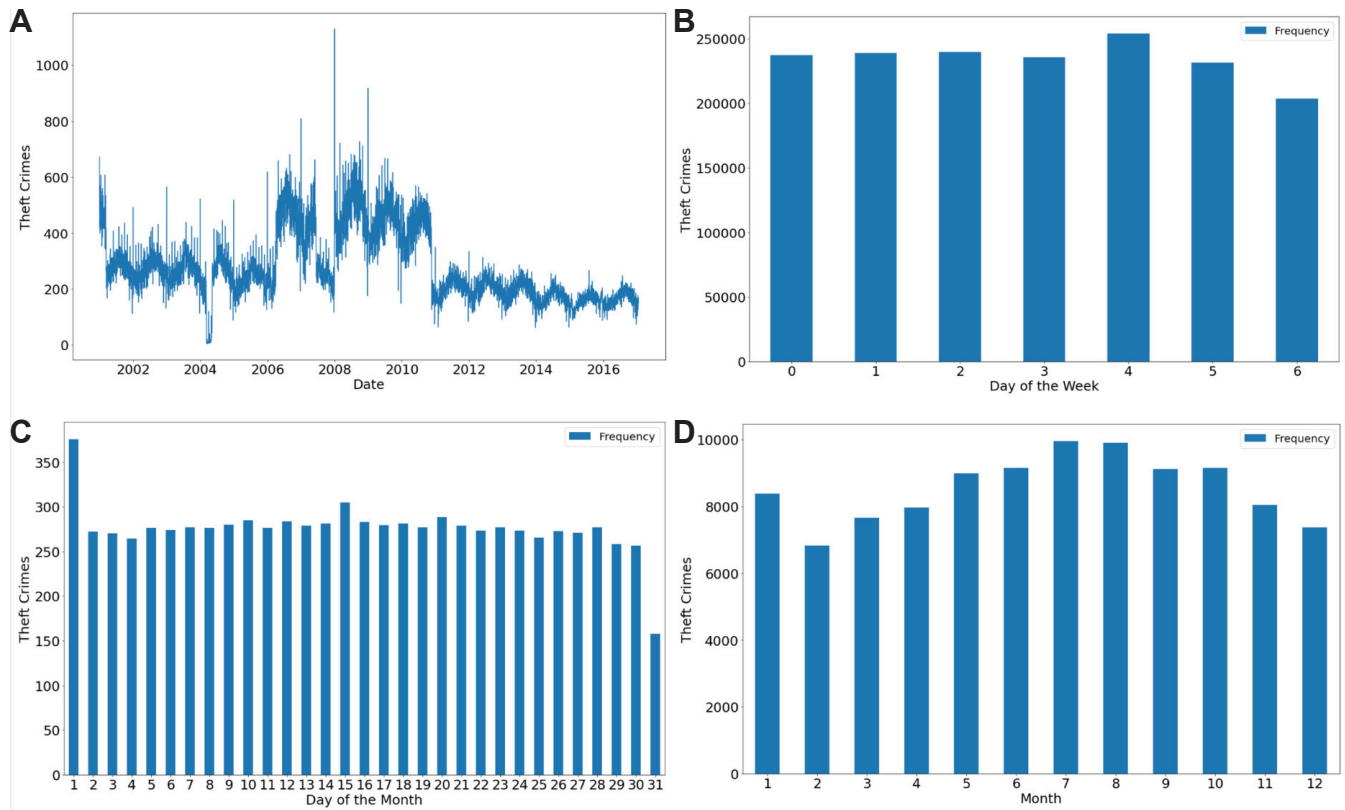 A
Theft Crimes
1000
800
600
400
200
0
2002 2004 2006 2008 2010 2012 2014 2016
Date
B
Frequency
Theft Crimes
250000
200000
150000
100000
50000
0
0 1 2 3 4 5 6
Day of the Week
C
Frequency
Theft Crimes
350
300
250
200
150
100
50
0
1 2 3 4 5 6 7 8 9 10 11 12 13 14 15 16 17 18 19 20 21 22 23 24 25 26 27 28 29 30 31
Day of the Month
D
Frequency
Theft Crimes
10000
8000
6000
4000
2000
0
1 2 3 4 5 6 7 8 9 10 11 12
Month